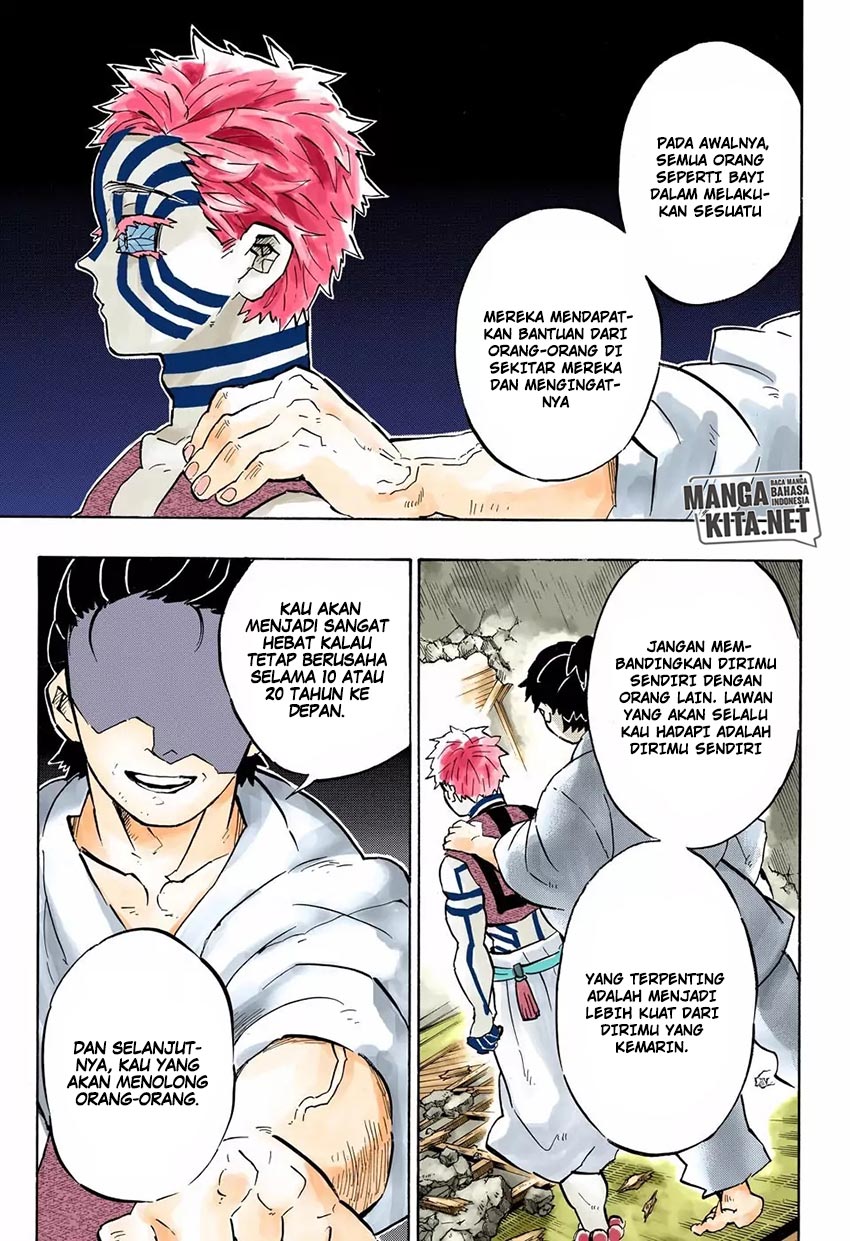 PADA AWALNYA,
SEMUA ORANG
SEPERTI BAYI
DALAM MELAKU-
KAN SESUATU
MEREKA MENDAPAT-
KAN BANTUAN DARI
ORANG-ORANG DI
SEKITAR MEREKA
DAN MENGINGAT-
NYA
MANGA
KITA.NET
BACA MANGA
BAHASA
INDONESIA
JANGAN MEM-
BANDINGKAN DIRIMU
SENDIRI DENGAN
ORANG LAIN. LAWAN
YANG AKAN SELALU
KAU HADAPI ADALAH
DIRIMU SENDIRI
YANG TERPENTING
ADALAH MENJADI
LEBIH KUAT DARI
DIRIMU YANG
KEMARIN.
KAU AKAN
MENJADI SANGAT
HEBAT KALAU
TETAP BERUSAHA
SELAMA 10 ATAU
20 TAHUN KE
DEPAN.
DAN SELANJUT-
NYA, KAU YANG
AKAN MENOLONG
ORANG-ORANG.